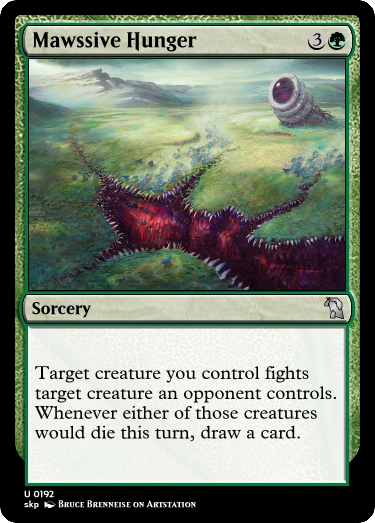 Mawssive Hunger 3
Sorcery
Target creature you control fights
target creature an opponent controls.
Whenever either of those creatures
would die this turn, draw a card.
U 0192
skp Bruce Brenneise on Artstation